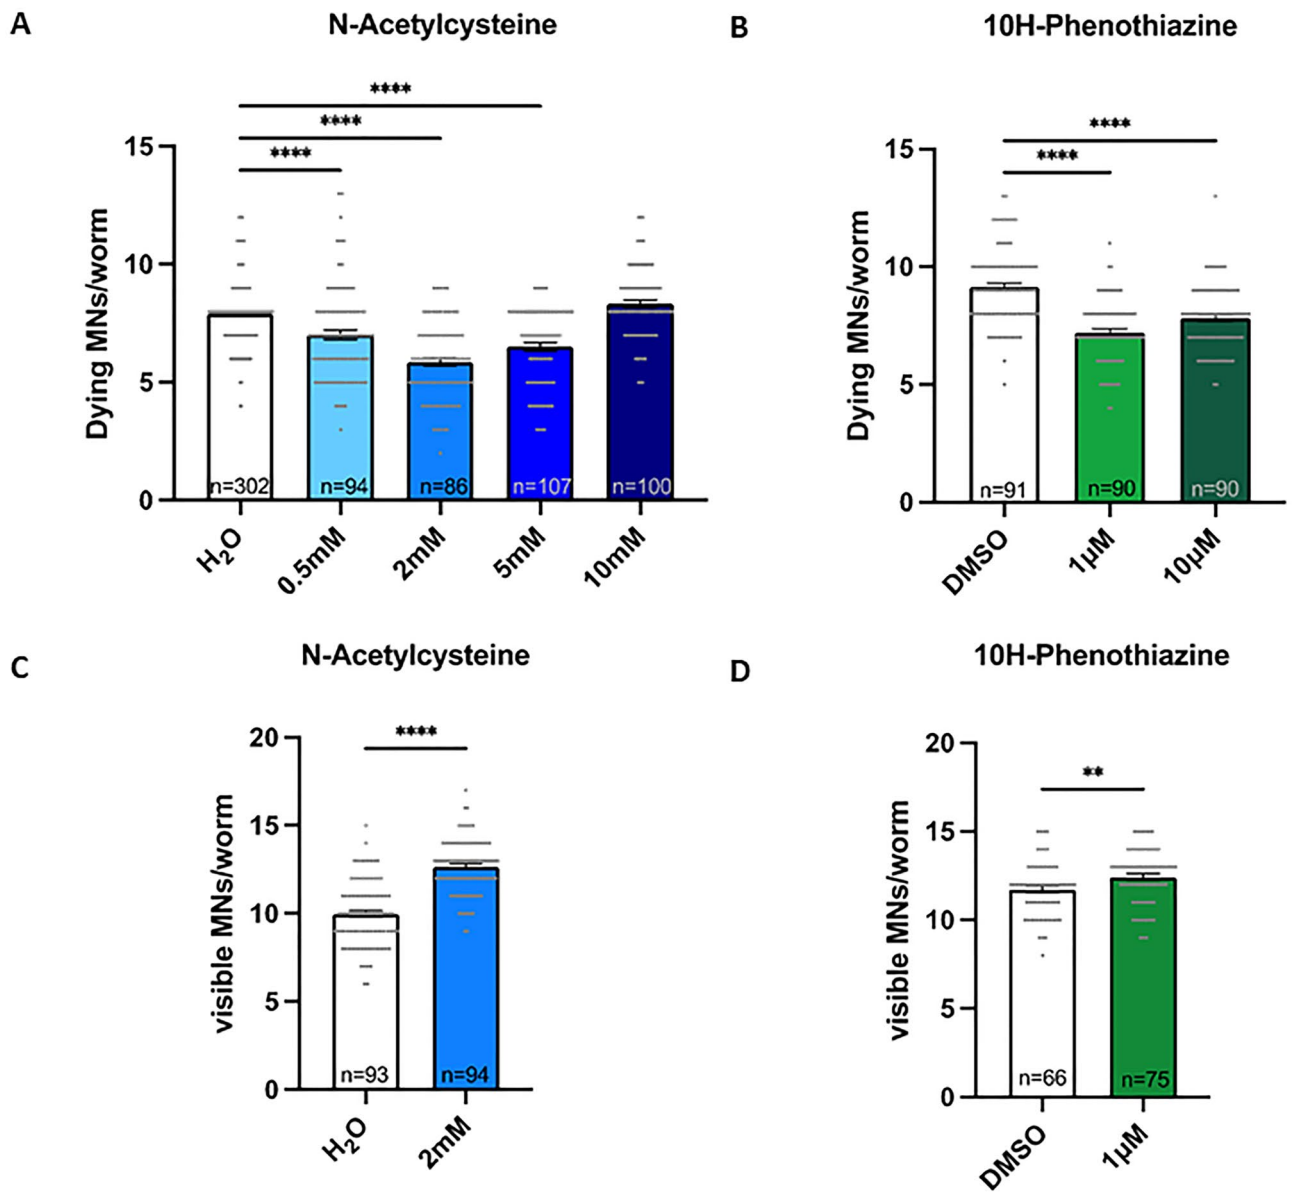 A
N-Acetylcysteine
****
****
****
Dying MNs/worm
15
10
5
0
n=302
n=94
n=86
n=107
n=100
H₂O
0.5mM
2mM
5mM
10mM
B
10H-Phenothiazine
****
****
Dying MNs/worm
15
10
5
0
n=91
n=90
n=90
DMSO
1µM
10µM
C
N-Acetylcysteine
****
visible MNs/worm
20
15
10
5
0
n=93
n=94
H₂O
2mM
D
10H-Phenothiazine
**
visible MNs/worm
20
15
10
5
0
n=66
n=75
DMSO
1µM